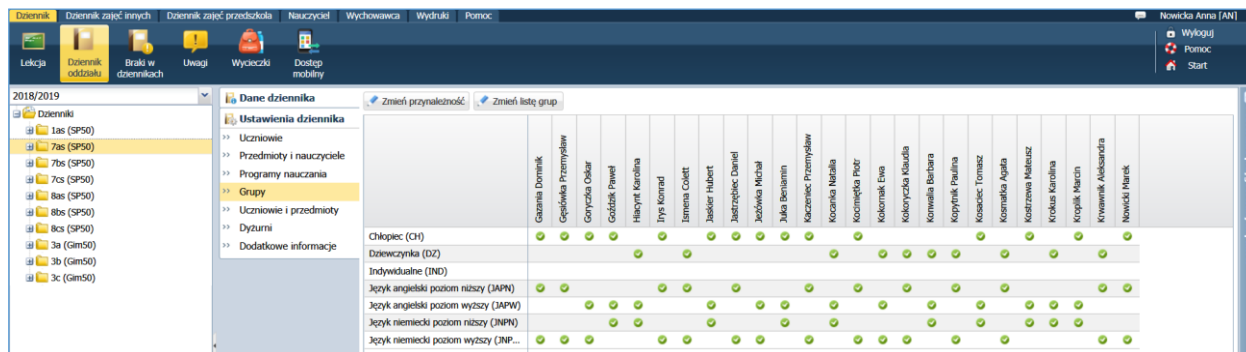 Dziennik Dziennik zajęć innych Dziennik zajęć przedszkola Nauczyciel Wychowawca Wydruki Pomoc Nowicka Anna [AN]
Lekcja
Dziennik oddziału
Braki w dziennikach
Uwagi
Wycieczki
Dostęp mobilny
Wyloguj
Pomoc
Start
2018/2019
Dzienniki
1as (SP50)
7as (SP50)
7bs (SP50)
7cs (SP50)
8as (SP50)
8bs (SP50)
8cs (SP50)
3a (Gim50)
3b (Gim50)
3c (Gim50)
Dane dziennika
Ustawienia dziennika
Uczniowie
Przedmioty i nauczyciele
Programy nauczania
Grupy
Uczniowie i przedmioty
Dyżurni
Dodatkowe informacje
Zmień przynależność Zmień listę grup
Gazania Dominik
Gęsiówka Przemysław
Goryczka Oskar
Goździk Paweł
Hiacynt Karolina
Irys Konrad
Ismena Colett
Jaskier Hubert
Jastrzębiec Daniel
Jeżówka Michał
Juka Beniamin
Kaczeniec Przemysław
Kocanka Natalia
Kocimiętka Piotr
Kokornak Ewa
Kokoryczka Klaudia
Konwalia Barbara
Kopytnik Paulina
Kosaciec Tomasz
Kosmatka Agata
Kostrzewa Mateusz
Krokus Karolina
Kroplik Marcin
Krwawnik Aleksandra
Nowicki Marek
Chłopiec (CH)
Dziewczynka (DZ)
Indywidualne (IND)
Język angielski poziom niższy (JAPN)
Język angielski poziom wyższy (JAPW)
Język niemiecki poziom niższy (JNPN)
Język niemiecki poziom wyższy (JNP...